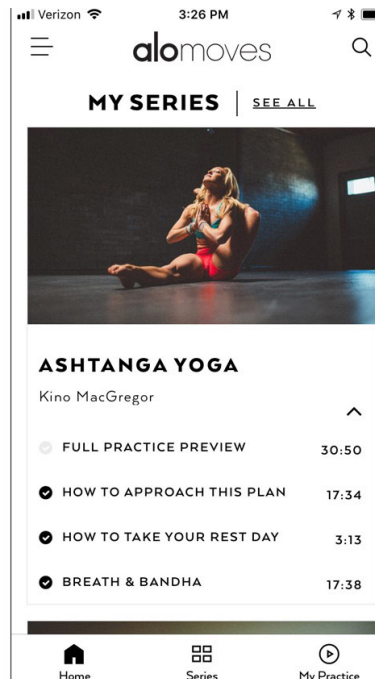 Verizon 3:26 PM
alomoves
MY SERIES | SEE ALL
ASHTANGA YOGA
Kino MacGregor
FULL PRACTICE PREVIEW 30:50
HOW TO APPROACH THIS PLAN 17:34
HOW TO TAKE YOUR REST DAY 3:13
BREATH & BANDHA 17:38
Home Series My Practice